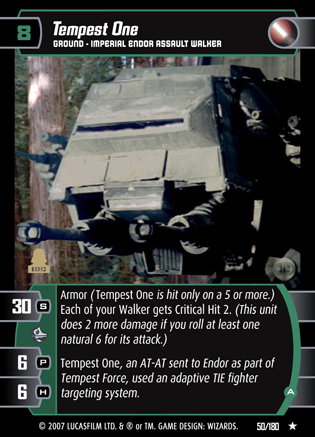 8
Tempest One
GROUND - IMPERIAL ENDOR ASSAULT WALKER
30 S
Armor (Tempest One is hit only on a 5 or more.)
Each of your Walker gets Critical Hit 2. (This unit
does 2 more damage if you roll at least one
natural 6 for its attack.)
6 P
Tempest One, an AT-AT sent to Endor as part of
Tempest Force, used an adaptive TIE fighter
6 H
targeting system.
A
© 2007 LUCASFILM LTD. & ® or TM. GAME DESIGN: WIZARDS. 50/180 ★